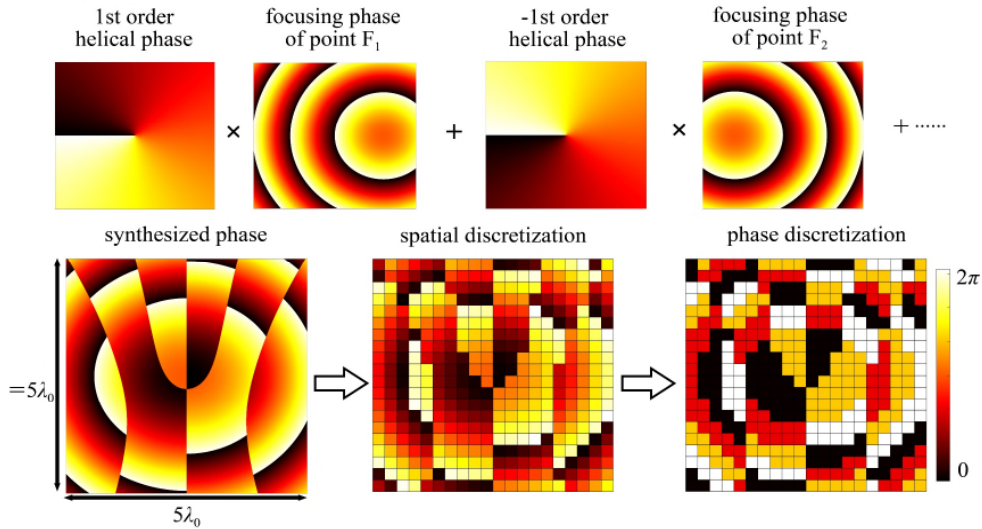 1st order
helical phase
focusing phase
of point F₁
-1st order
helical phase
focusing phase
of point F₂
×
+
×
+ ······
synthesized phase
spatial discretization
phase discretization
=5λ₀
5λ₀
2π
0